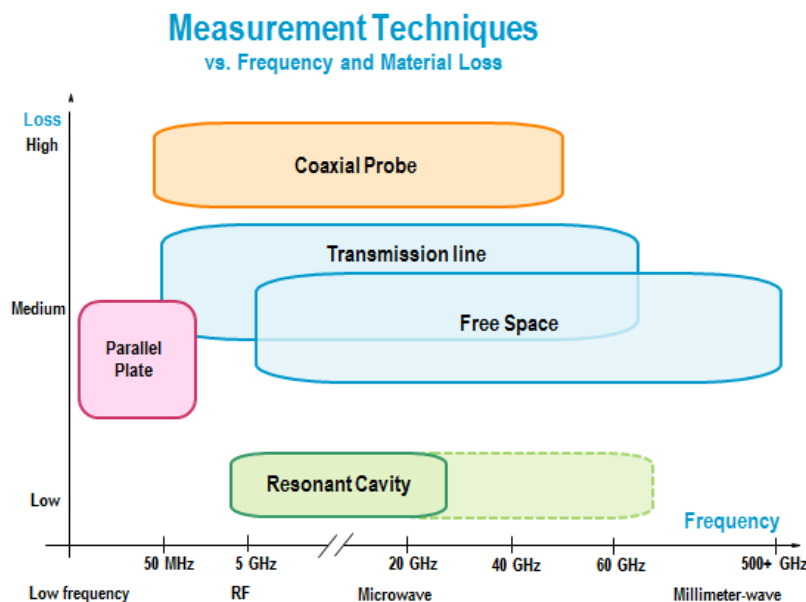 Measurement Techniques
vs. Frequency and Material Loss
Loss
High
Coaxial Probe
Transmission line
Medium
Free Space
Parallel
Plate
Resonant Cavity
Low
Frequency
50 MHz 5 GHz 20 GHz 40 GHz 60 GHz 500+ GHz
Low frequency RF Microwave Millimeter-wave